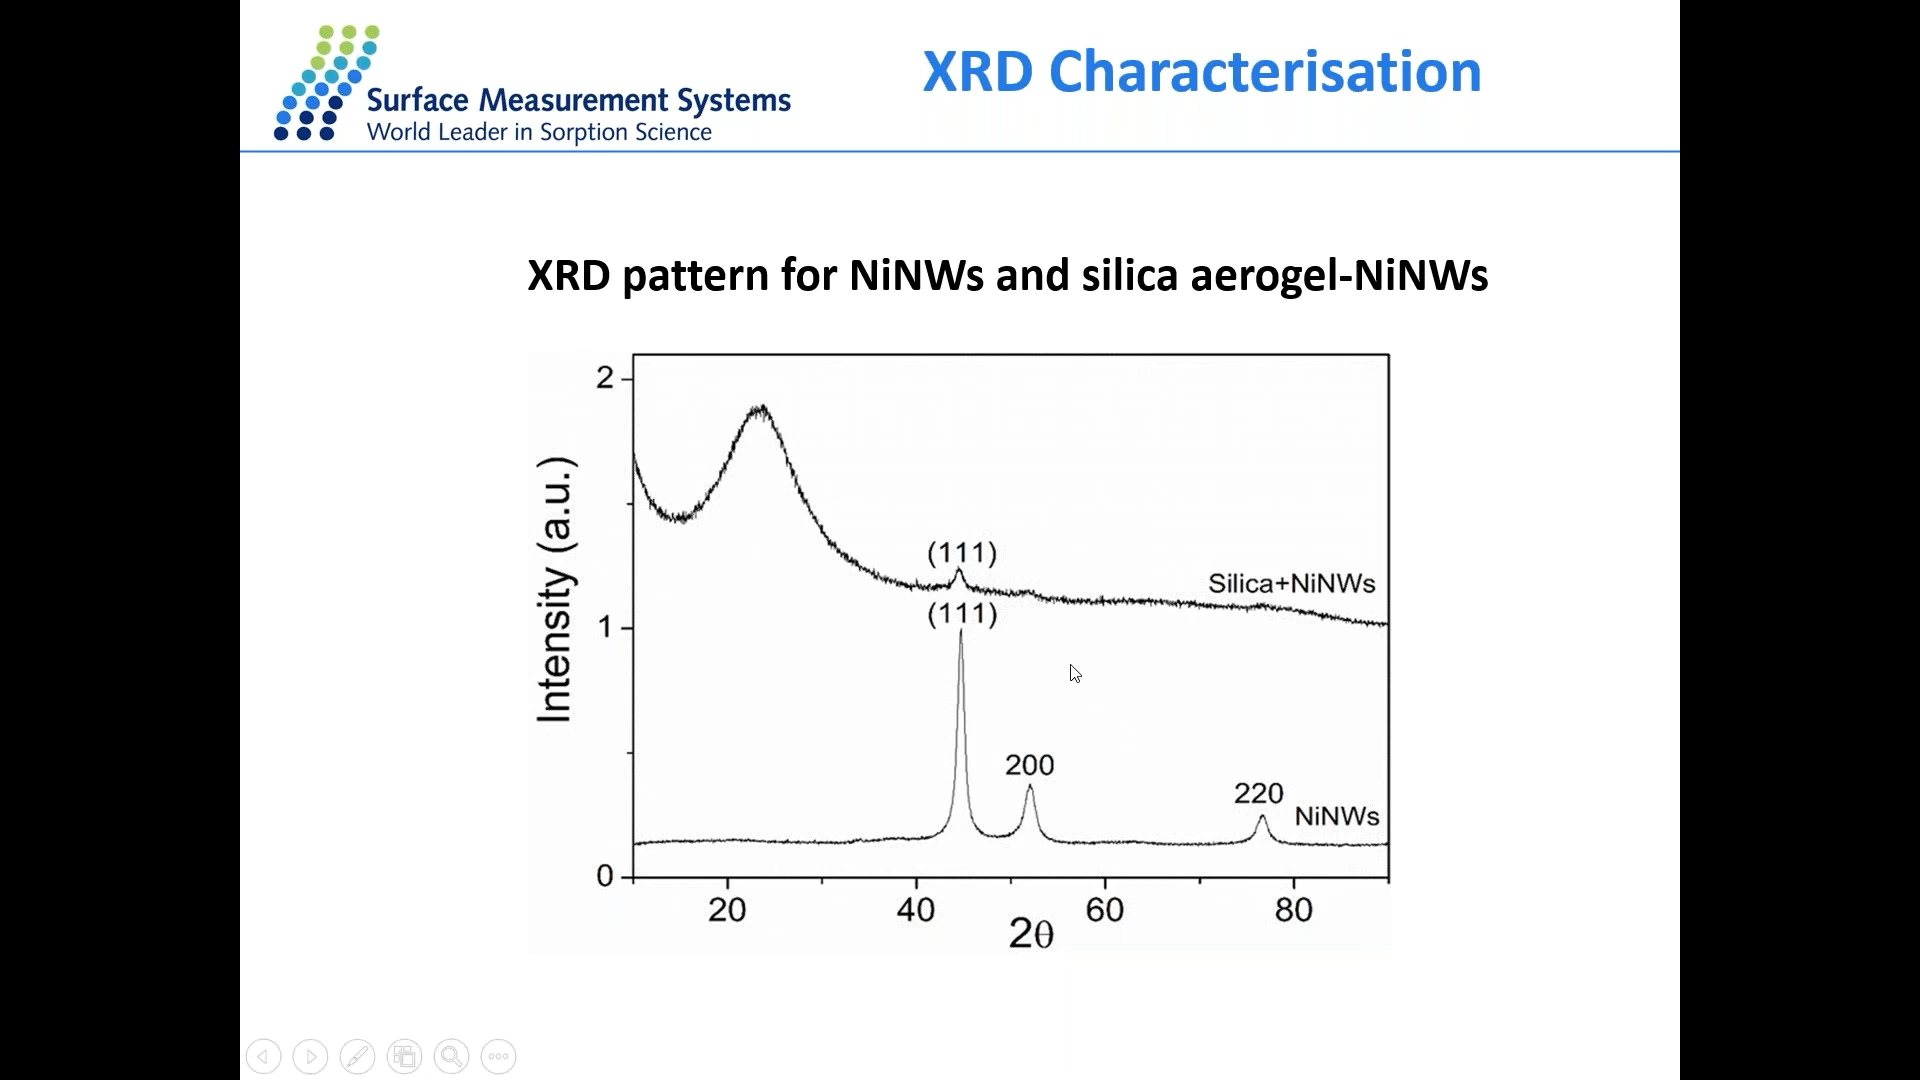 Surface Measurement Systems
World Leader in Sorption Science
XRD Characterisation
XRD pattern for NiNWs and silica aerogel-NiNWs
2
1
0
Intensity (a.u.)
(111)
Silica+NiNWs
(111)
200
220
NiNWs
20
40
60
80
2θ